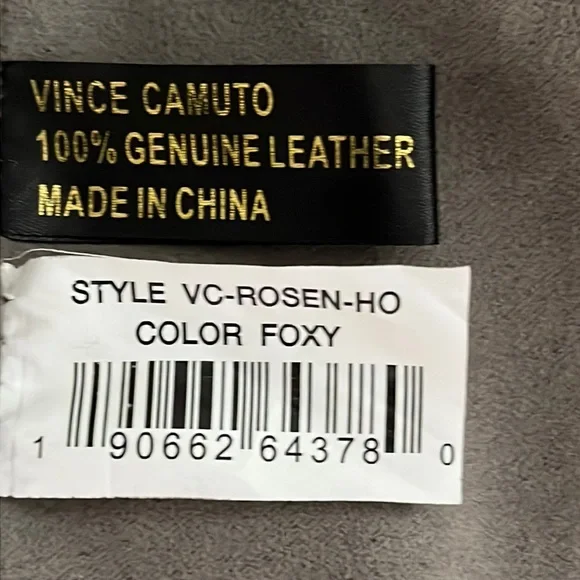 VINCE CAMUTO
100% GENUINE LEATHER
MADE IN CHINA
STYLE VC-ROSEN-HO
COLOR FOXY
1 90662 64378 0